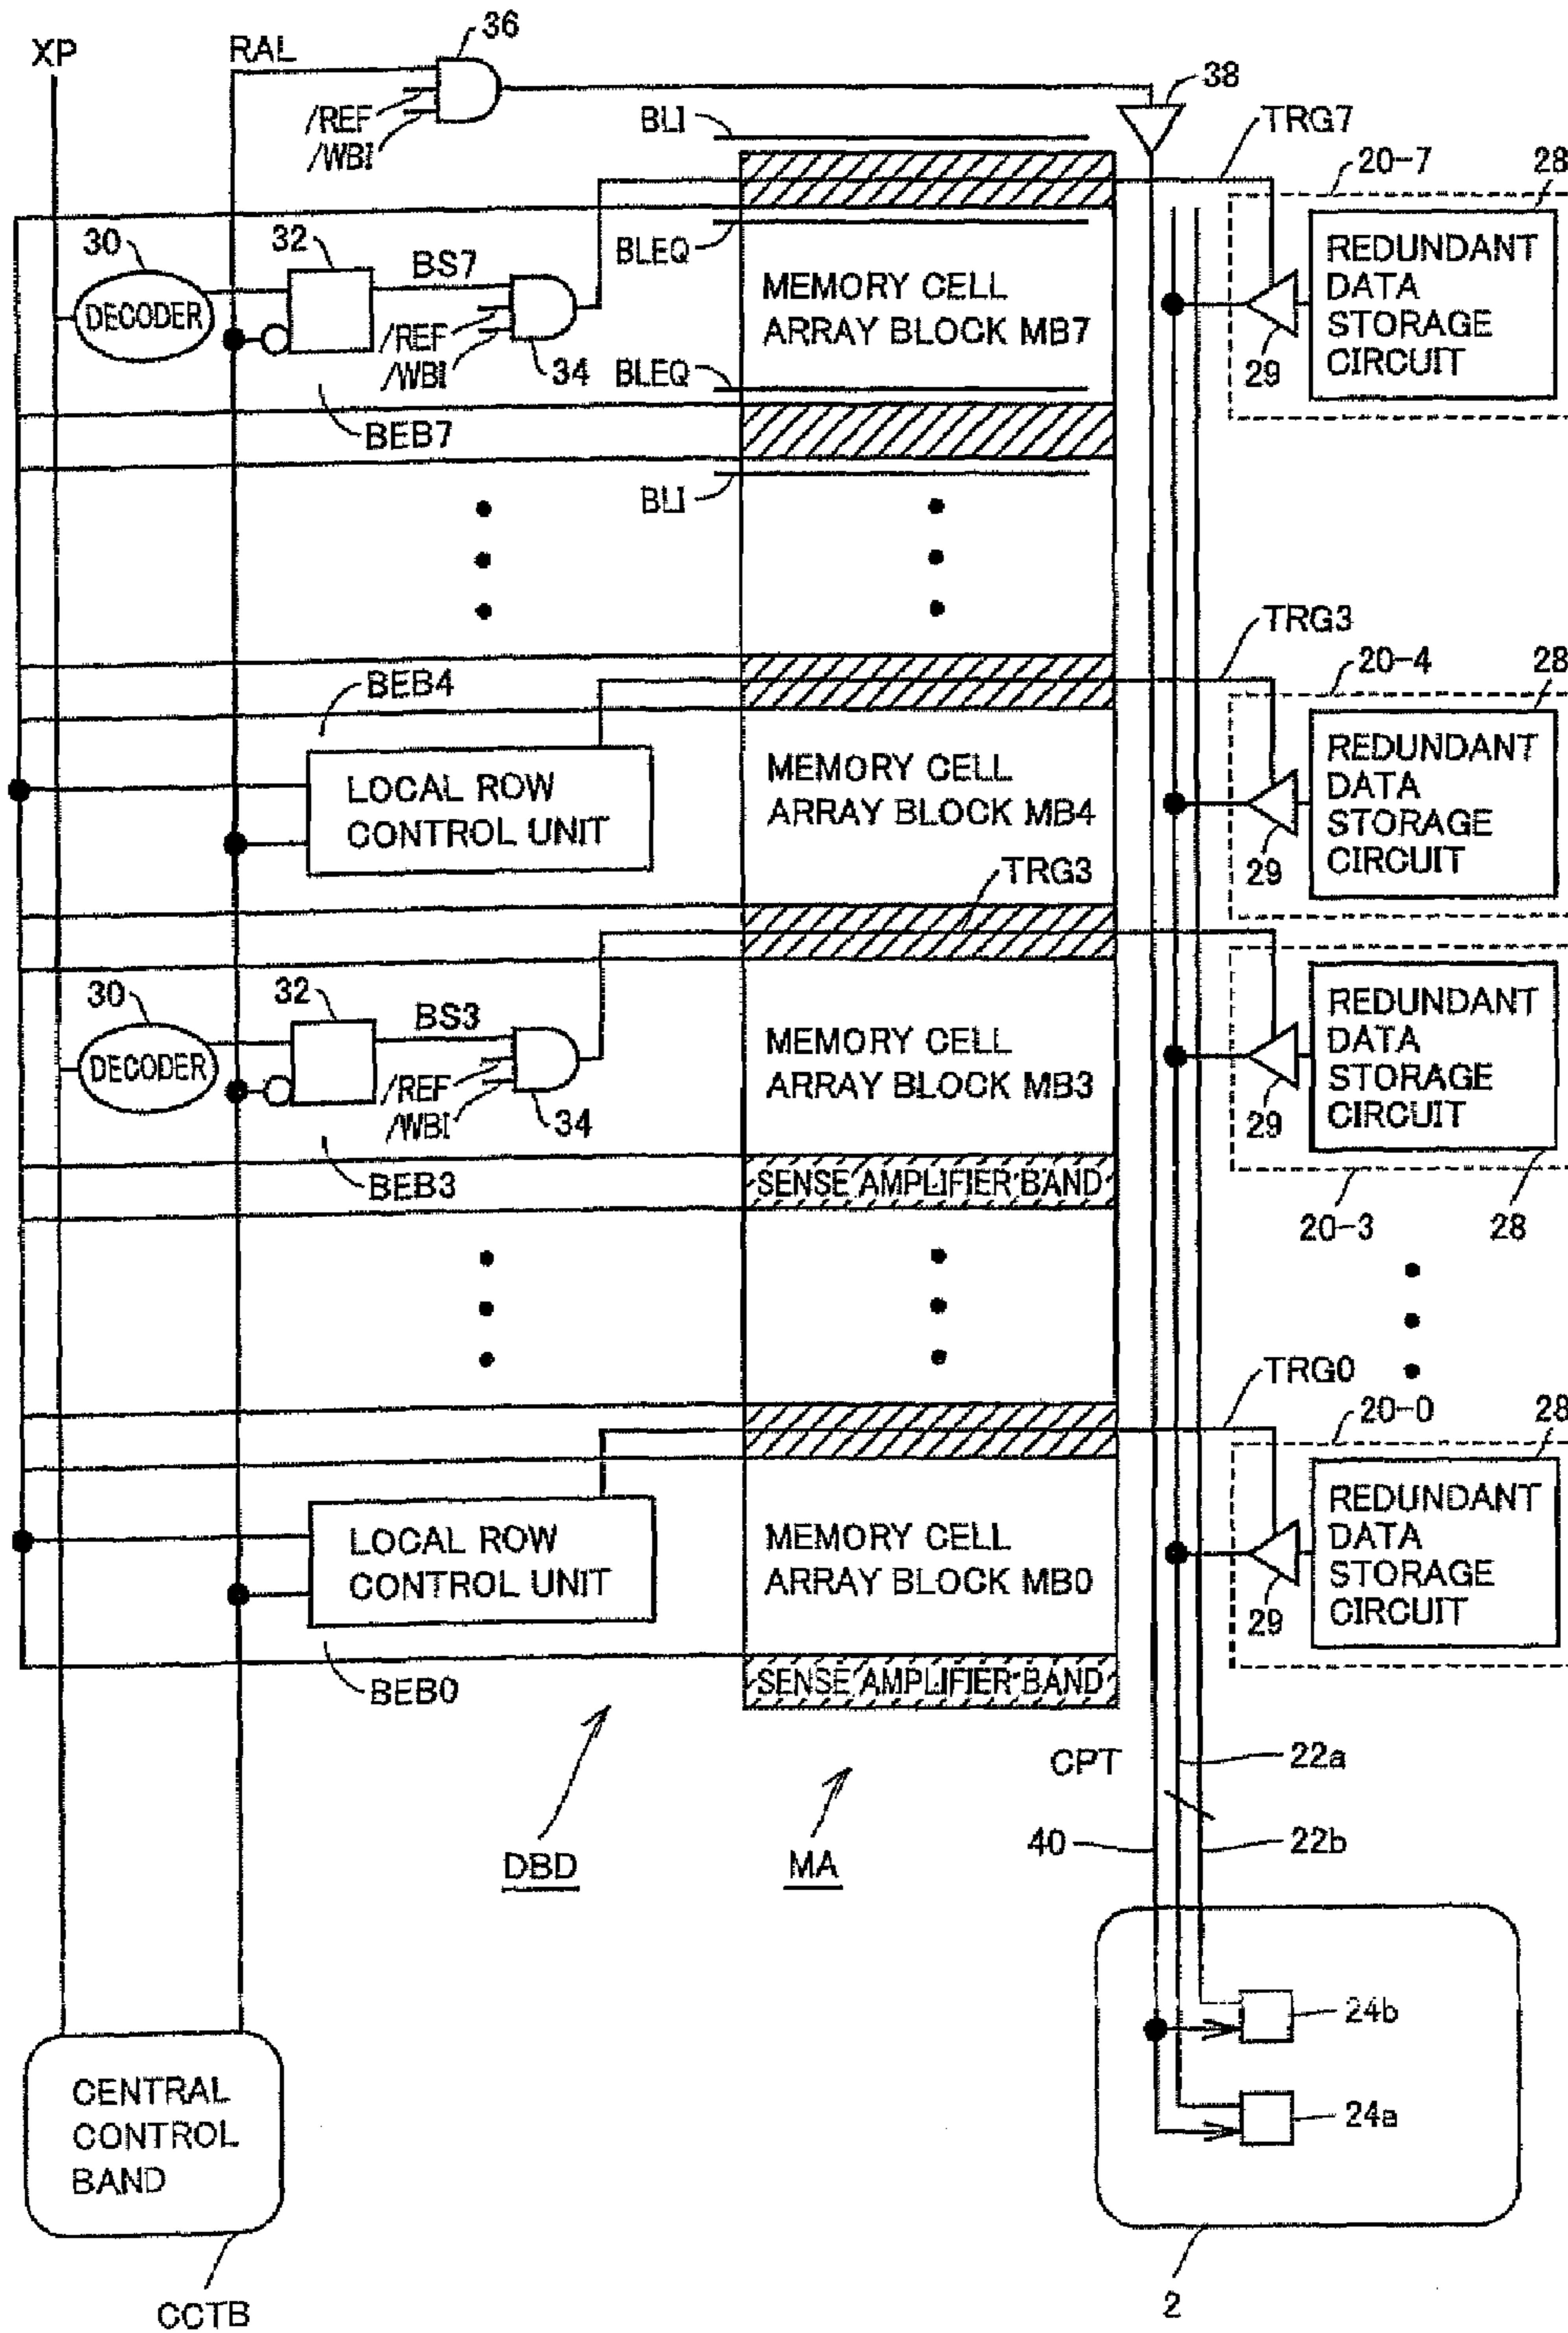 XP
RAL
36
/REF
/WBI
BLI
38
TRG7
20-7
28
30
32
BS7
DECODER
/REF
/WBI
34
BLEQ
MEMORY CELL
ARRAY BLOCK MB7
BLEQ
REDUNDANT
DATA
STORAGE
CIRCUIT
29
BEB7
BLI
TRG3
BEB4
20-4
28
LOCAL ROW
CONTROL UNIT
MEMORY CELL
ARRAY BLOCK MB4
REDUNDANT
DATA
STORAGE
CIRCUIT
29
TRG3
30
32
BS3
DECODER
/REF
/WBI
34
MEMORY CELL
ARRAY BLOCK MB3
REDUNDANT
DATA
STORAGE
CIRCUIT
29
BEB3
SENSE AMPLIFIER BAND
20-3
28
TRG0
20-0
28
LOCAL ROW
CONTROL UNIT
MEMORY CELL
ARRAY BLOCK MB0
REDUNDANT
DATA
STORAGE
CIRCUIT
29
BEB0
SENSE AMPLIFIER BAND
CPT
22a
DBD
MA
40
22b
24b
24a
CENTRAL
CONTROL
BAND
CCTB
2